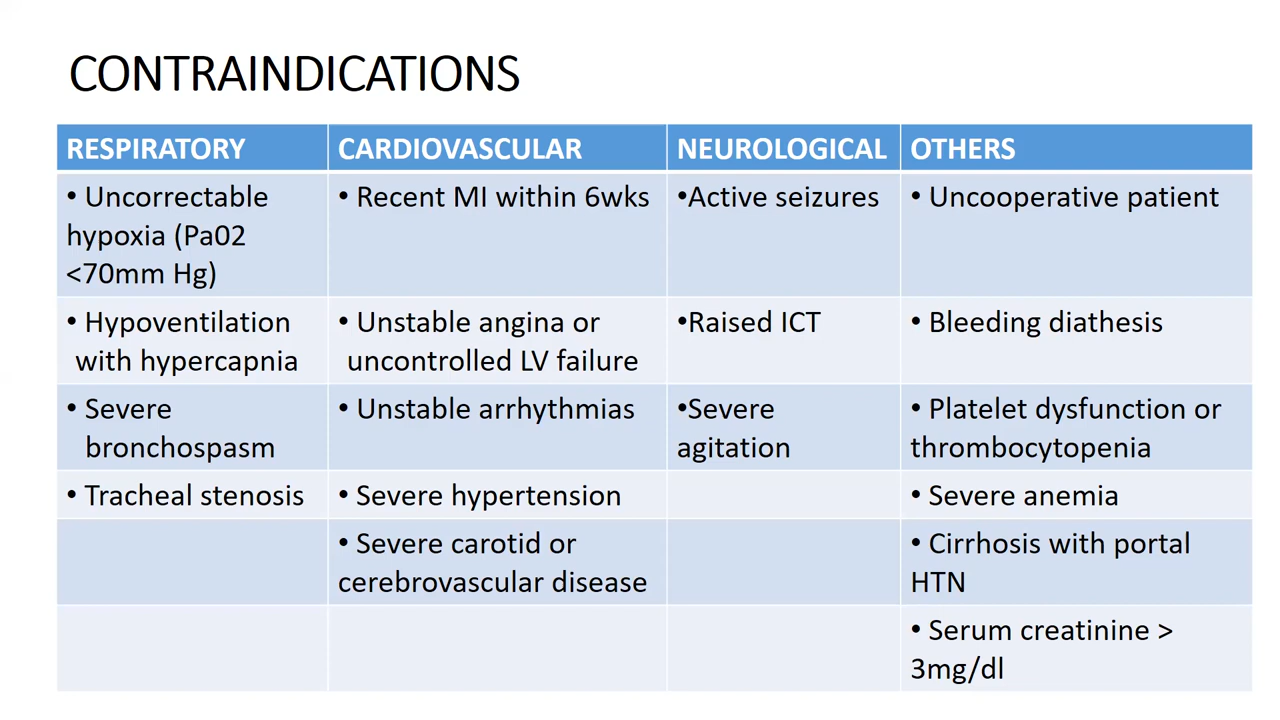 CONTRAINDICATIONS
RESPIRATORY
CARDIOVASCULAR
NEUROLOGICAL
OTHERS
• Uncorrectable
hypoxia (Pa02
<70mm Hg)
• Recent MI within 6wks
•Active seizures
• Uncooperative patient
• Hypoventilation
with hypercapnia
• Unstable angina or
uncontrolled LV failure
•Raised ICT
• Bleeding diathesis
• Severe
bronchospasm
• Unstable arrhythmias
•Severe
agitation
• Platelet dysfunction or
thrombocytopenia
• Tracheal stenosis
• Severe hypertension
• Severe anemia
• Severe carotid or
cerebrovascular disease
• Cirrhosis with portal
HTN
• Serum creatinine >
3mg/dl